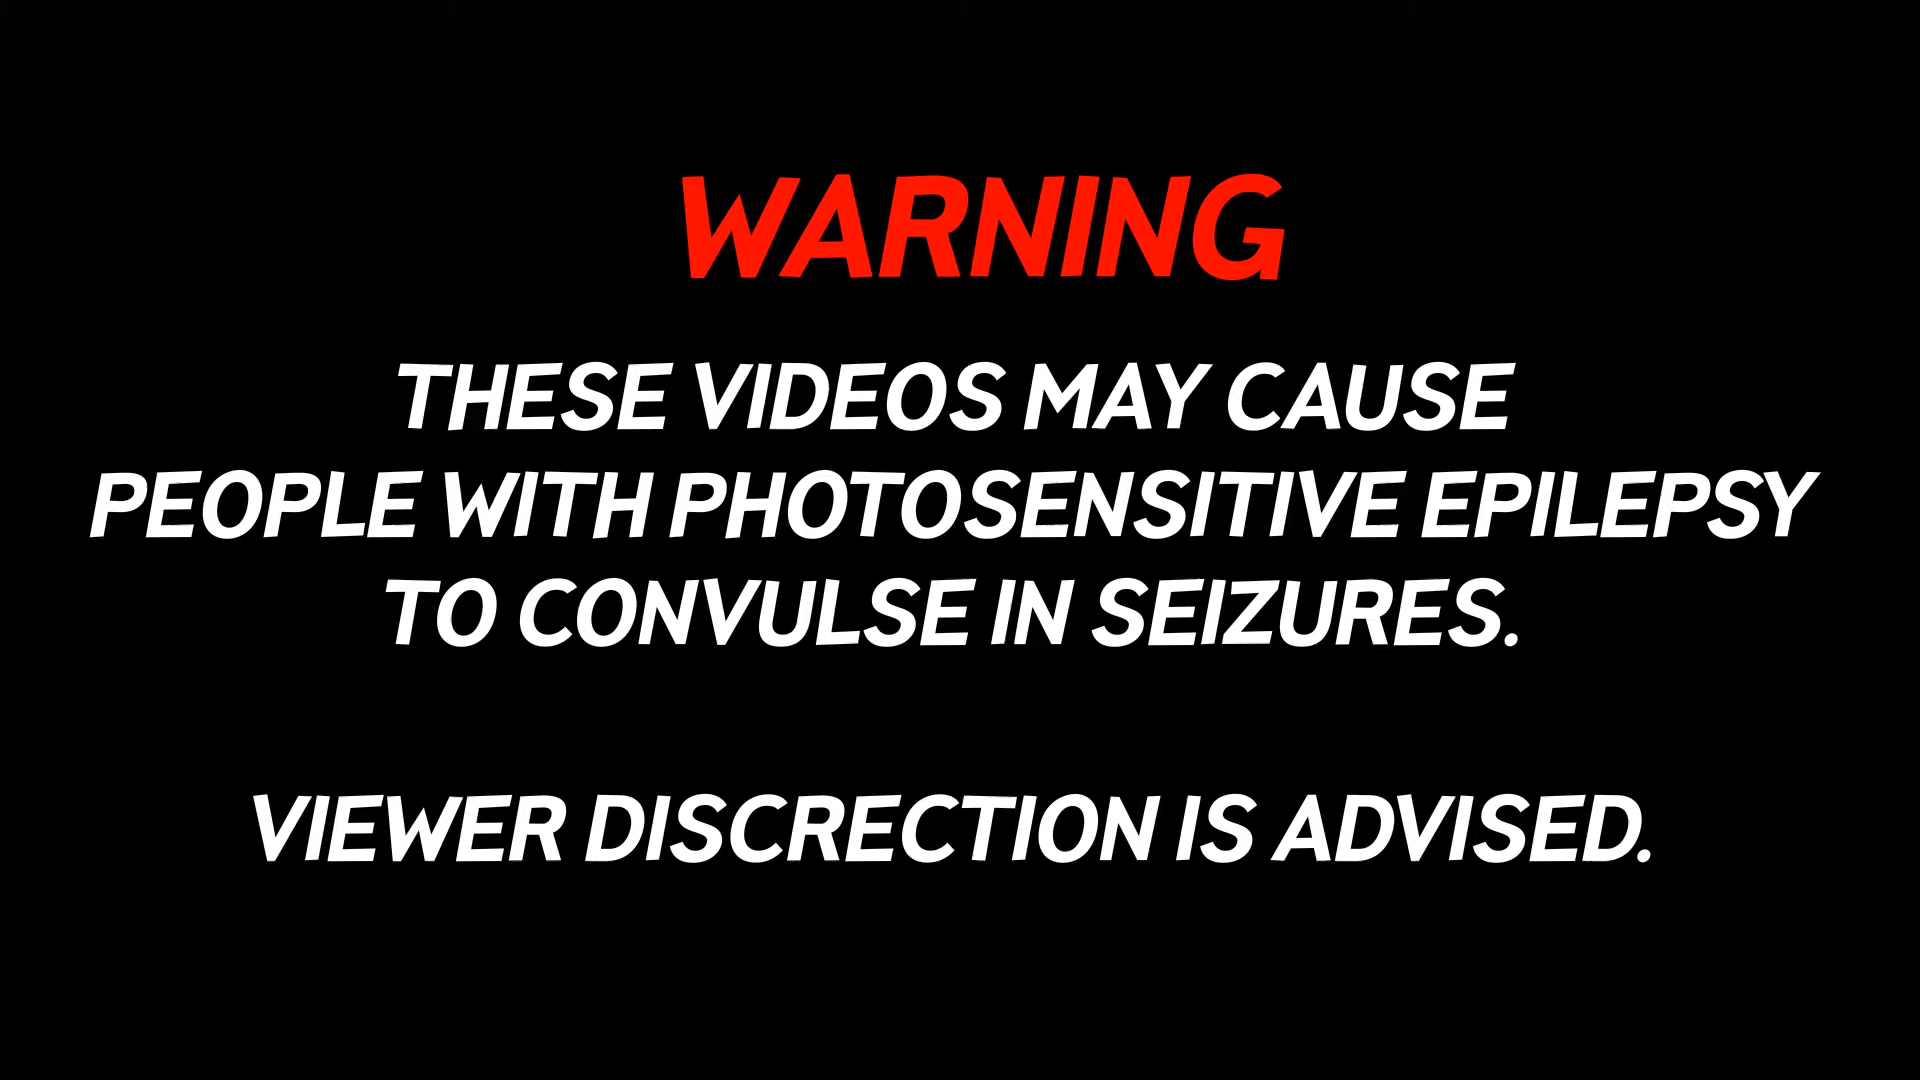 WARNING
THESE VIDEOS MAY CAUSE
PEOPLE WITH PHOTOSENSITIVE EPILEPSY
TO CONVULSE IN SEIZURES.
VIEWER DISCRECTION IS ADVISED.